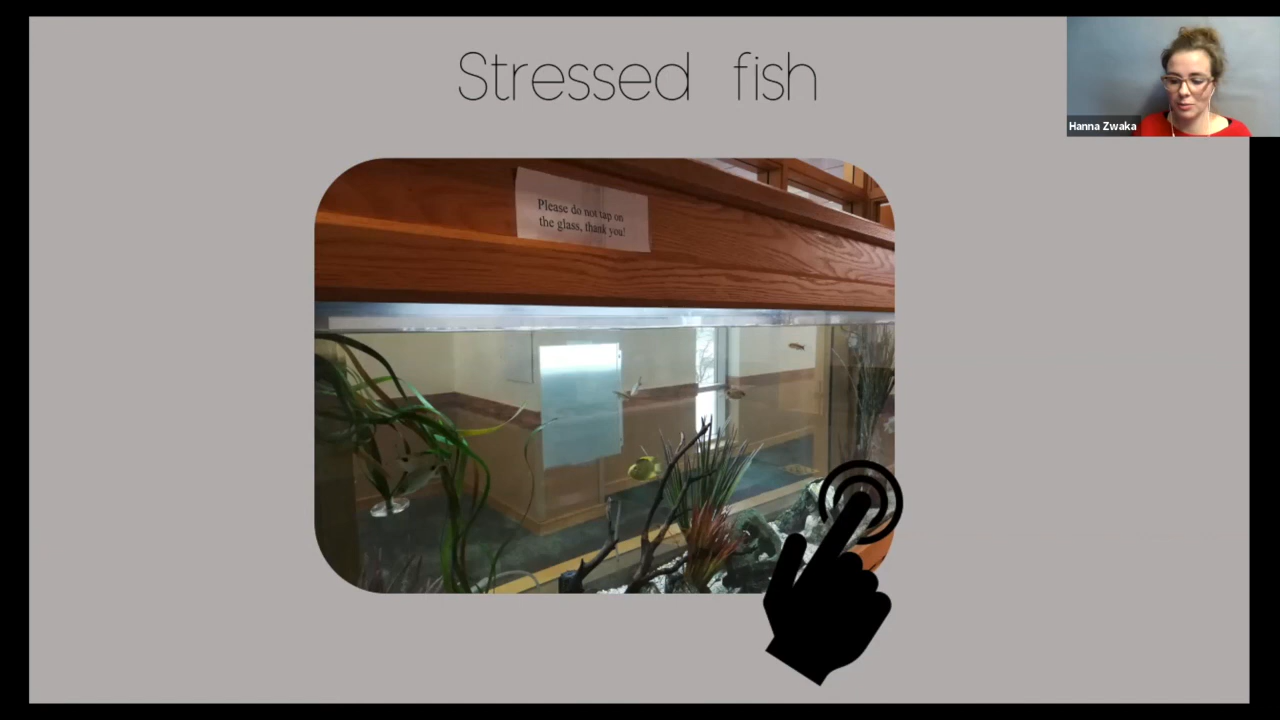 Stressed fish
Hanna Zwaka
Please do not tap on
the glass, thank you!